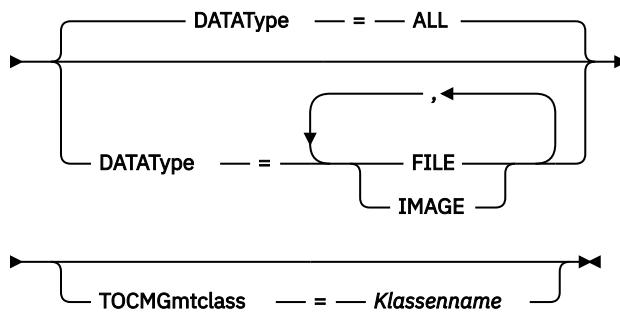 DATAType = ALL
,
DATAType = FILE
IMAGE
TOCMGmtclass = Klassenname